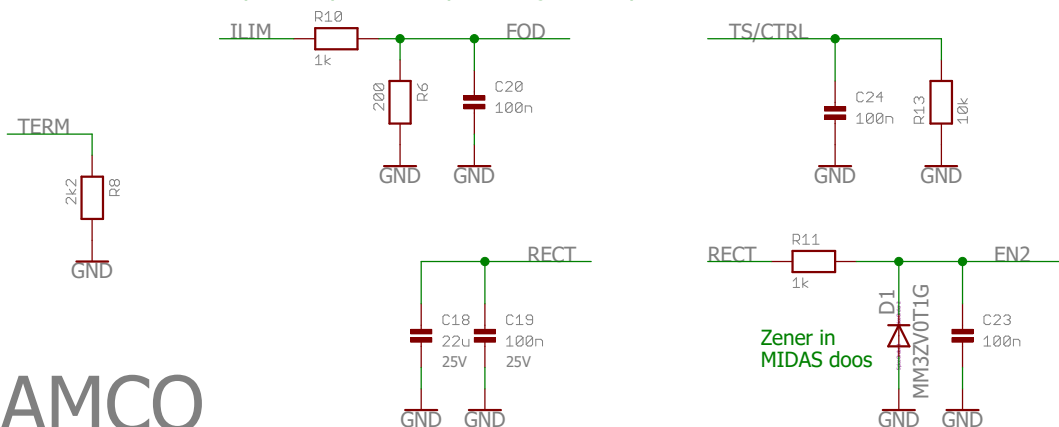 R10
ILIM
FOD
1k
200
R6
C20
100n
GND
GND
TS/CTRL
C24
100n
R13
10k
GND
GND
TERM
2k2
R8
GND
RECT
C18
22u
25V
C19
100n
25V
GND
GND
RECT
R11
1k
EN2
D1
MM3ZV0T1G
Zener in
MIDAS doos
C23
100n
GND
GND
AMCO